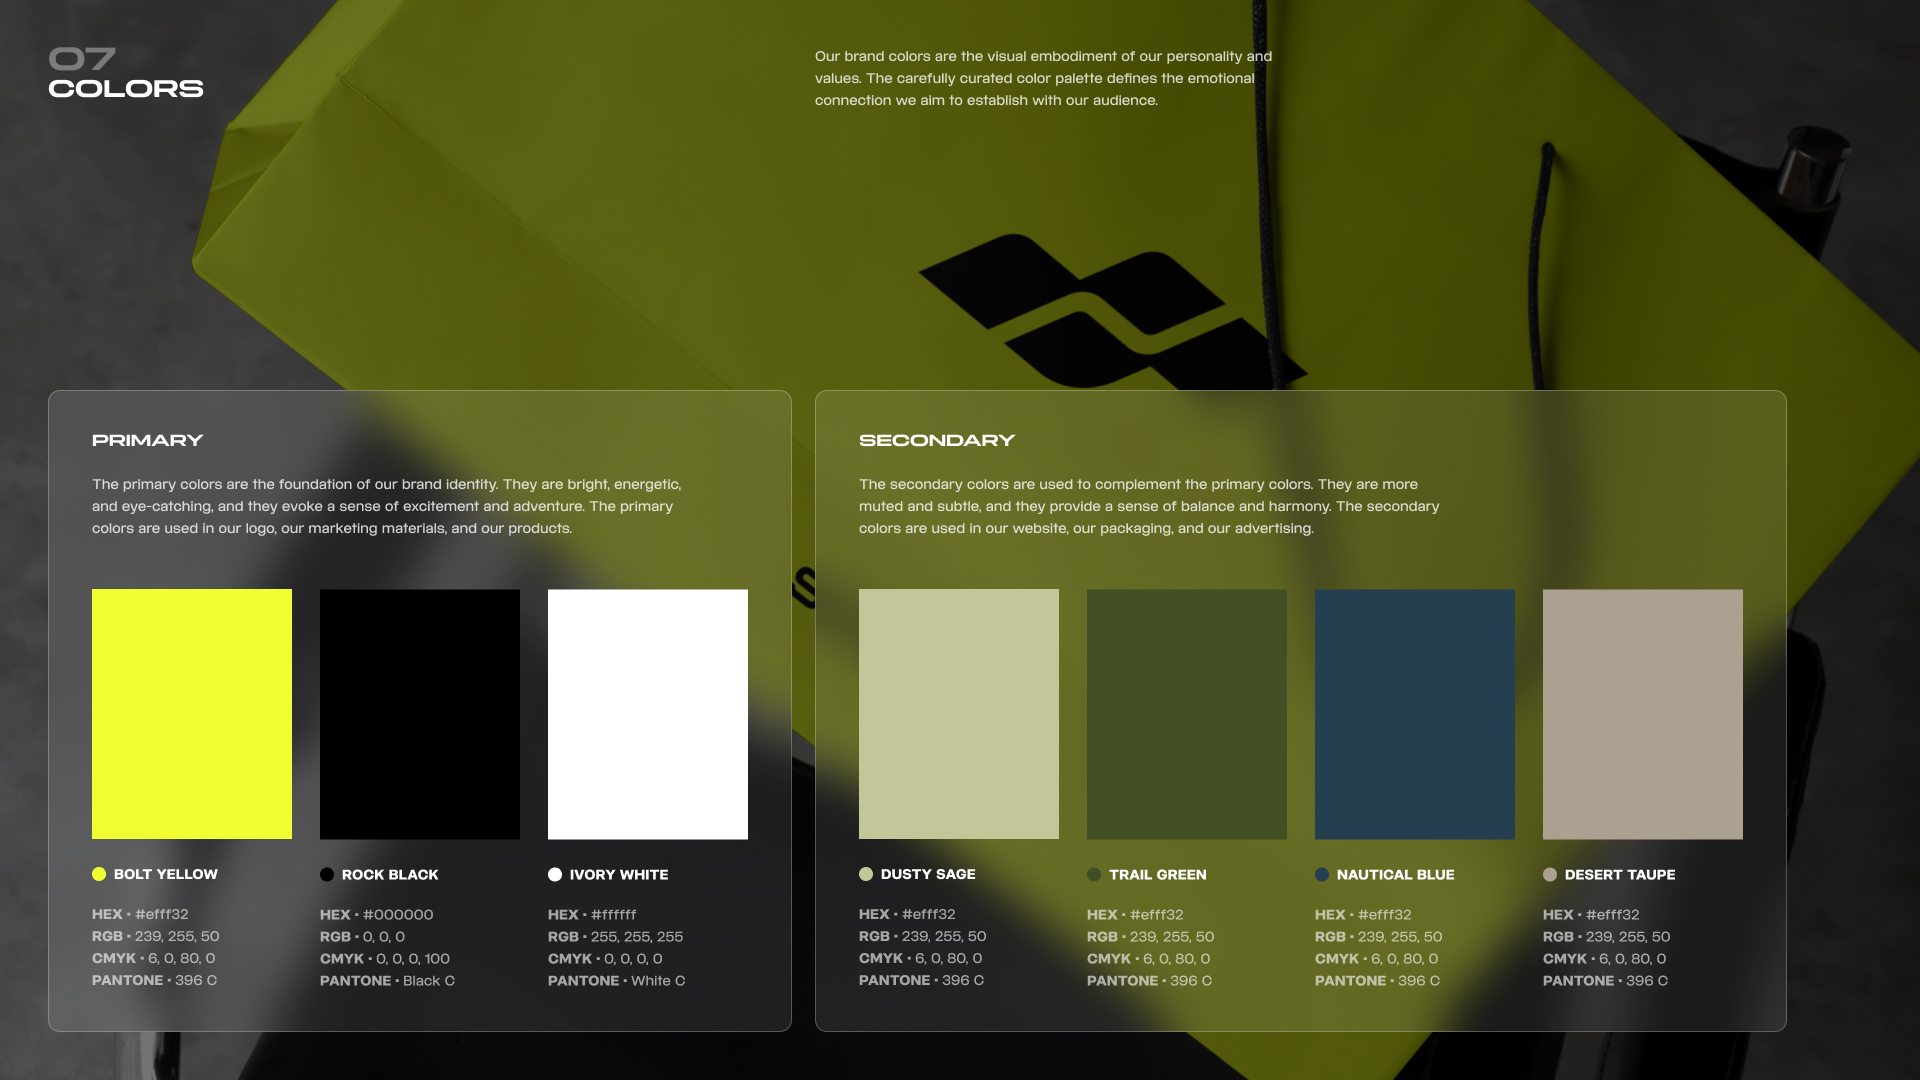 07
COLORS
Our brand colors are the visual embodiment of our personality and
values. The carefully curated color palette defines the emotional
connection we aim to establish with our audience.
PRIMARY
The primary colors are the foundation of our brand identity. They are bright, energetic,
and eye-catching, and they evoke a sense of excitement and adventure. The primary
colors are used in our logo, our marketing materials, and our products.
BOLT YELLOW
HEX • #efff32
RGB • 239, 255, 50
CMYK • 6, 0, 80, 0
PANTONE • 396 C
ROCK BLACK
HEX • #000000
RGB • 0, 0, 0
CMYK • 0, 0, 0, 100
PANTONE • Black C
IVORY WHITE
HEX • #ffffff
RGB • 255, 255, 255
CMYK • 0, 0, 0, 0
PANTONE • White C
SECONDARY
The secondary colors are used to complement the primary colors. They are more
muted and subtle, and they provide a sense of balance and harmony. The secondary
colors are used in our website, our packaging, and our advertising.
DUSTY SAGE
HEX • #efff32
RGB • 239, 255, 50
CMYK • 6, 0, 80, 0
PANTONE • 396 C
TRAIL GREEN
HEX • #efff32
RGB • 239, 255, 50
CMYK • 6, 0, 80, 0
PANTONE • 396 C
NAUTICAL BLUE
HEX • #efff32
RGB • 239, 255, 50
CMYK • 6, 0, 80, 0
PANTONE • 396 C
DESERT TAUPE
HEX • #efff32
RGB • 239, 255, 50
CMYK • 6, 0, 80, 0
PANTONE • 396 C